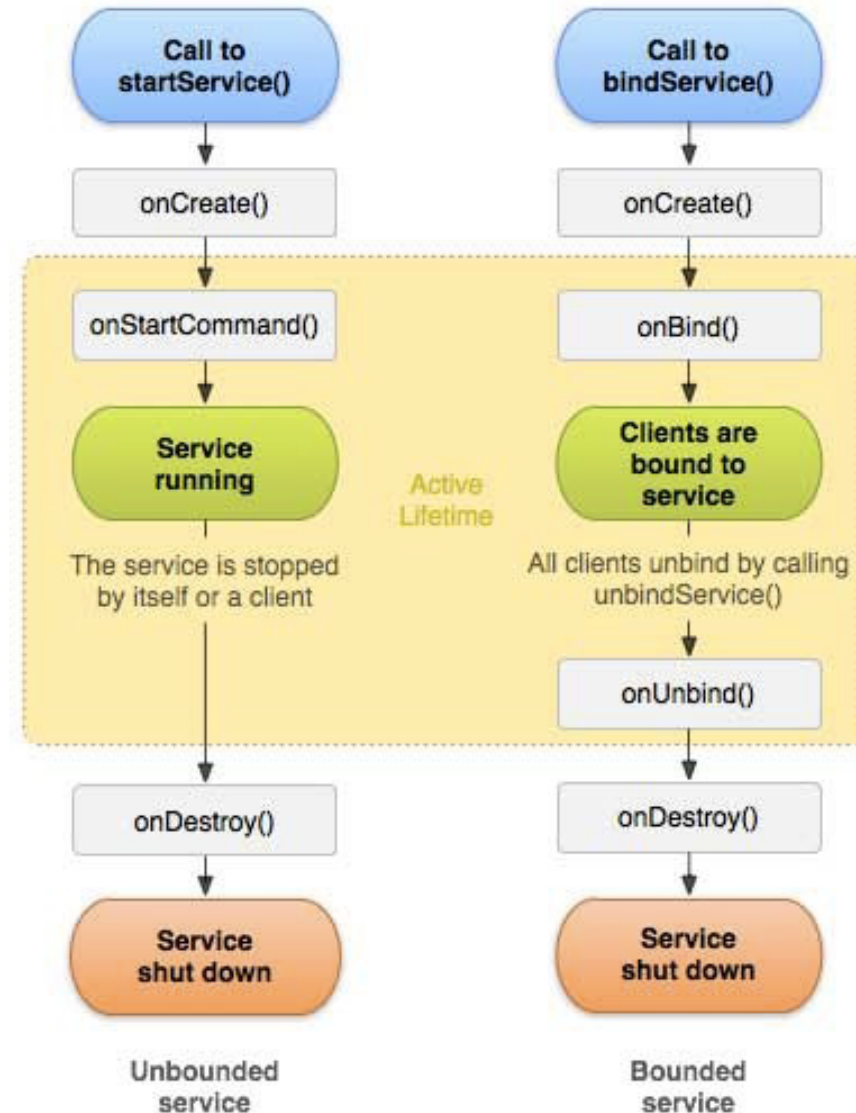 Call to
startService()
onCreate()
onStartCommand()
Service
running
The service is stopped
by itself or a client
onDestroy()
Service
shut down
Unbounded
service
Active
Lifetime
Call to
bindService()
onCreate()
onBind()
Clients are
bound to
service
All clients unbind by calling
unbindService()
onUnbind()
onDestroy()
Service
shut down
Bounded
service